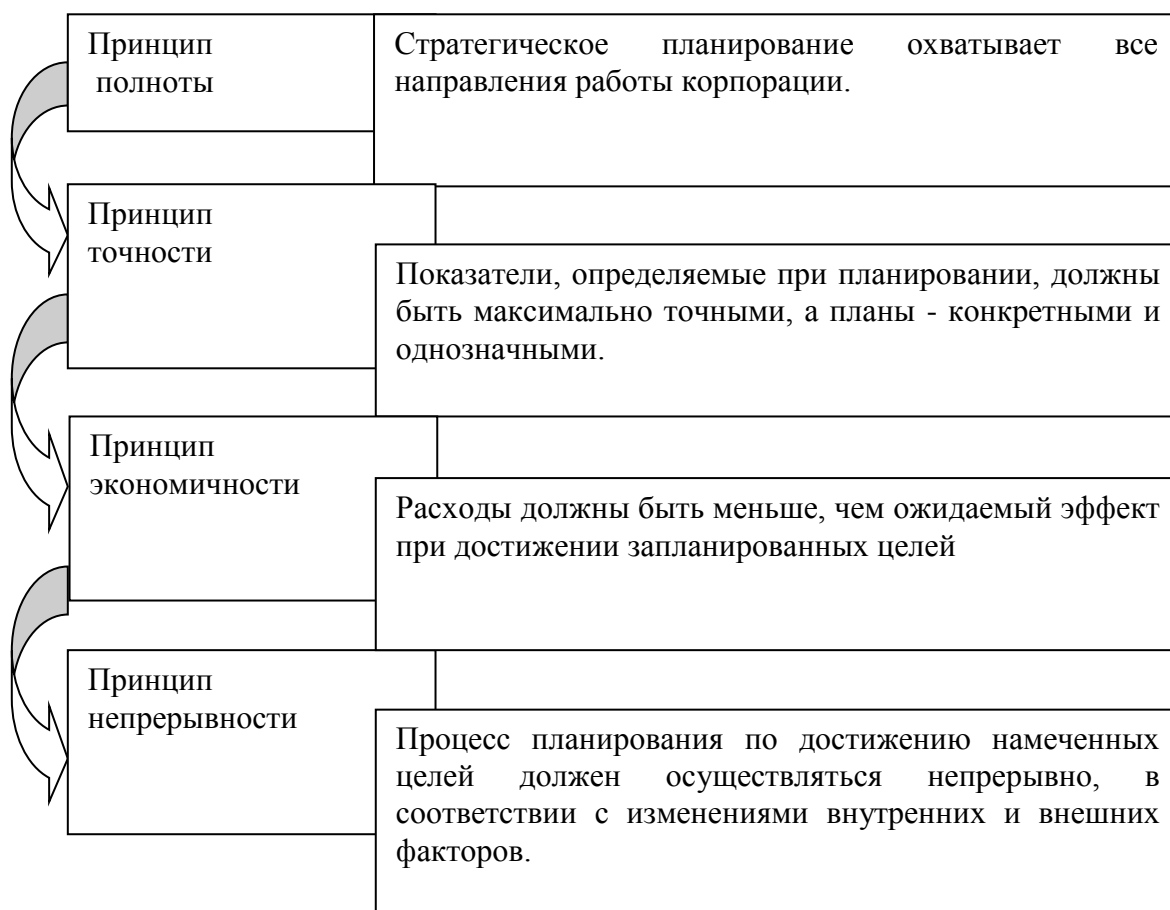 Принцип
полноты
Стратегическое планирование охватывает все
направления работы корпорации.
Принцип
точности
Показатели, определяемые при планировании, должны
быть максимально точными, а планы - конкретными и
однозначными.
Принцип
экономичности
Расходы должны быть меньше, чем ожидаемый эффект
при достижении запланированных целей
Принцип
непрерывности
Процесс планирования по достижению намеченных
целей должен осуществляться непрерывно, в
соответствии с изменениями внутренних и внешних
факторов.